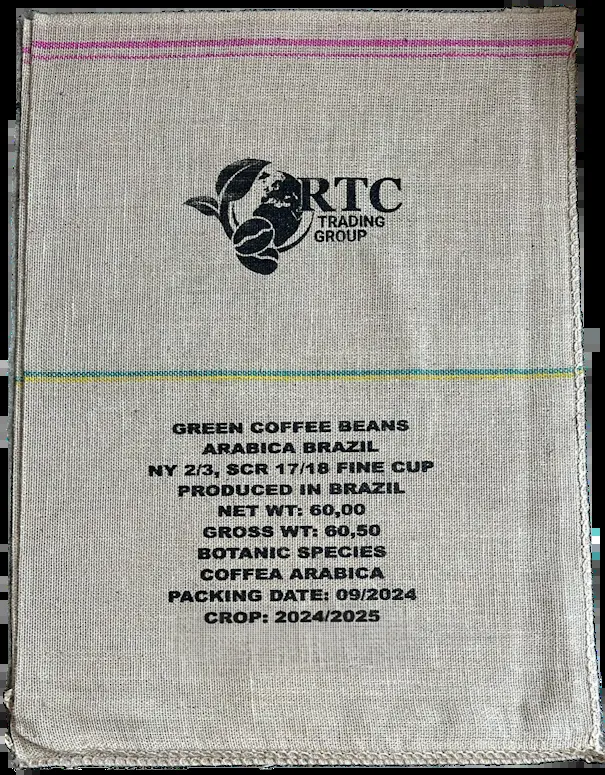 RTC
TRADING
GROUP
GREEN COFFEE BEANS
ARABICA BRAZIL
NY 2/3, SCR 17/18 FINE CUP
PRODUCED IN BRAZIL
NET WT: 60,00
GROSS WT: 60,50
BOTANIC SPECIES
COFFEA ARABICA
PACKING DATE: 09/2024
CROP: 2024/2025